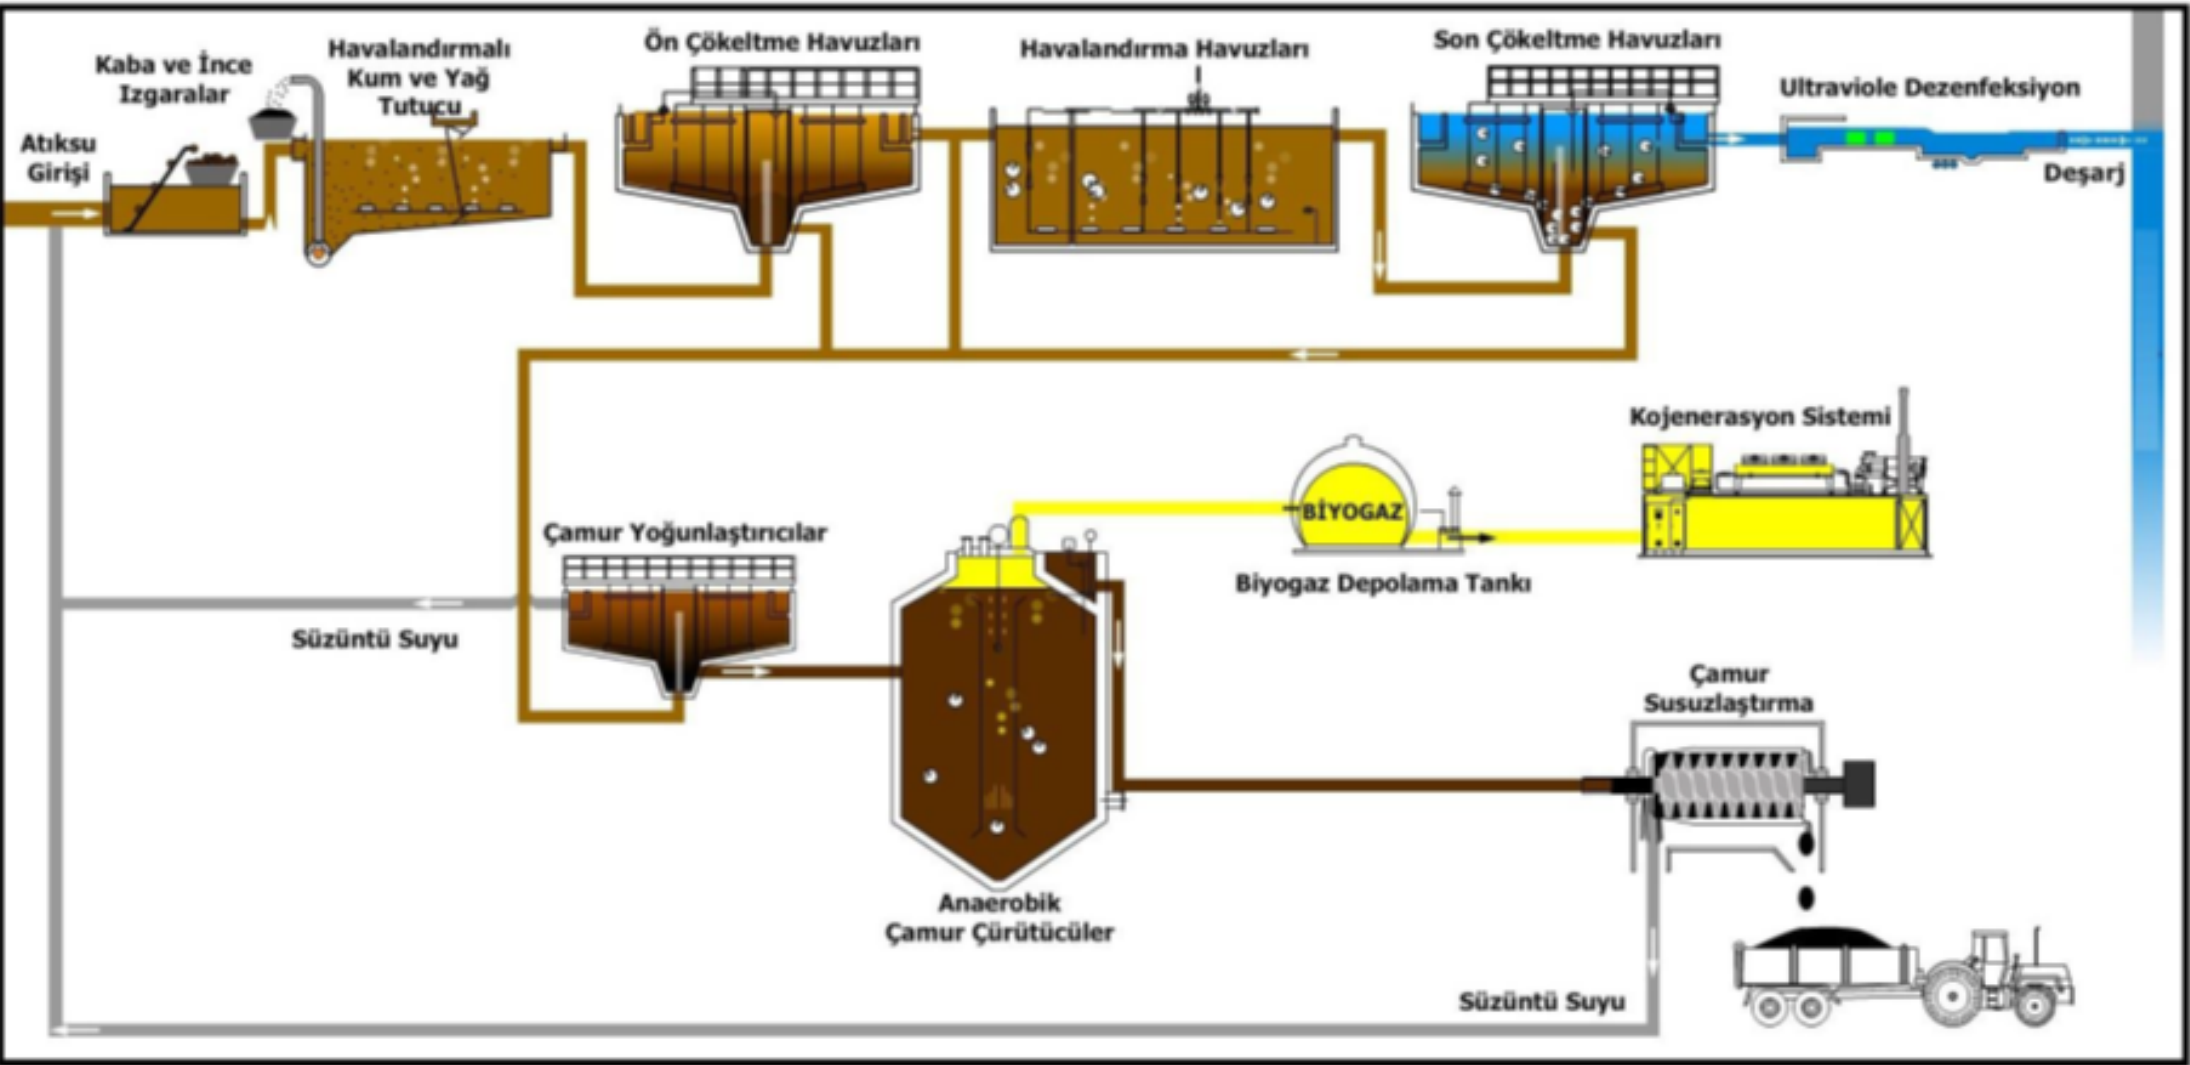 Atıksu
Girişi
Kaba ve İnce
Izgaralar
Havalandırmalı
Kum ve Yağ
Tutucu
Ön Çökeltme Havuzları
Havalandırma Havuzları
Son Çökeltme Havuzları
Ultraviole Dezenfeksiyon
Deşarj
Kojenerasyon Sistemi
BİYOGAZ
Biyogaz Depolama Tankı
Çamur Yoğunlaştırıcılar
Süzüntü Suyu
Anaerobik
Çamur Çürütücüler
Çamur
Susuzlaştırma
Süzüntü Suyu